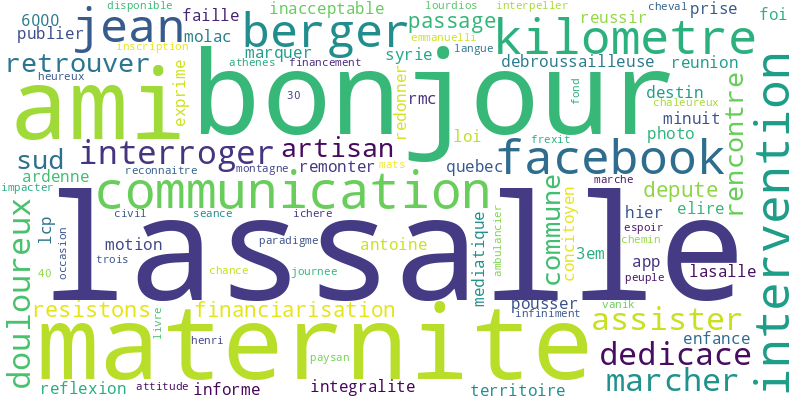 disponible
lourdios
interpeller
cheval
prise
foi
jean
faille
inacceptable
berger
passage
reussir
6000
publier
molac
marquer
emmanuelli
langue
kilometre
retrouver
inscription
syrie
debroussailleuse
reunion
heureux
athenes
financement
ami
bonjour
exprime
30
redonner
rmc
fond
destin
chaleureux
minuit
photo
loi
frexit
rencontre
intervention
sud
interroger
artisan
facebook
ardenne
reconnaitre
montagne
remonter
mats
quebec
impacter
communication
marche
depute
commune
concitoyen
douloureux
lcp
occasion
civil
seance
ichere
lassalle
mediatique
ambulancier
hier
elire
espoir
chemin
motion
paradigme
antoine
3em
app
peuple
lasalle
trois
40
chance
journee
resistons
financiarisation
livre
pousser
vanik
infiniment
assister
maternite
henri
paysan
enfance
dedicace
reflexion
attitude
informe
integralite
territoire
marcher